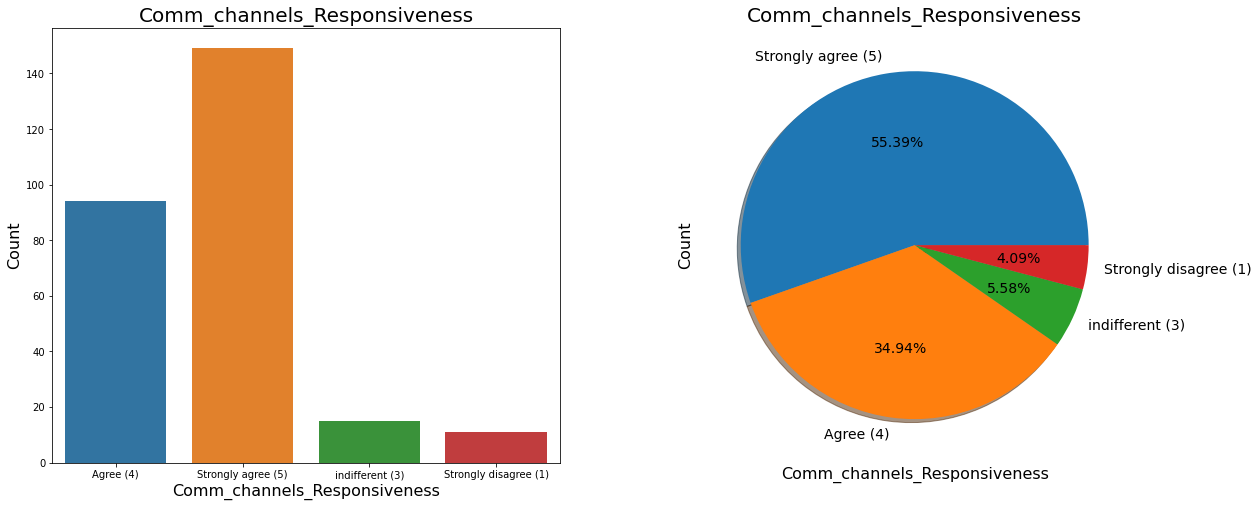 Comm_channels_Responsiveness
140
120
100
80
60
40
20
0
Count
Agree (4)
Strongly agree (5)
indifferent (3)
Strongly disagree (1)
Comm_channels_Responsiveness
Comm_channels_Responsiveness
Strongly agree (5)
55.39%
Count
4.09%
Strongly disagree (1)
5.58%
indifferent (3)
34.94%
Agree (4)
Comm_channels_Responsiveness